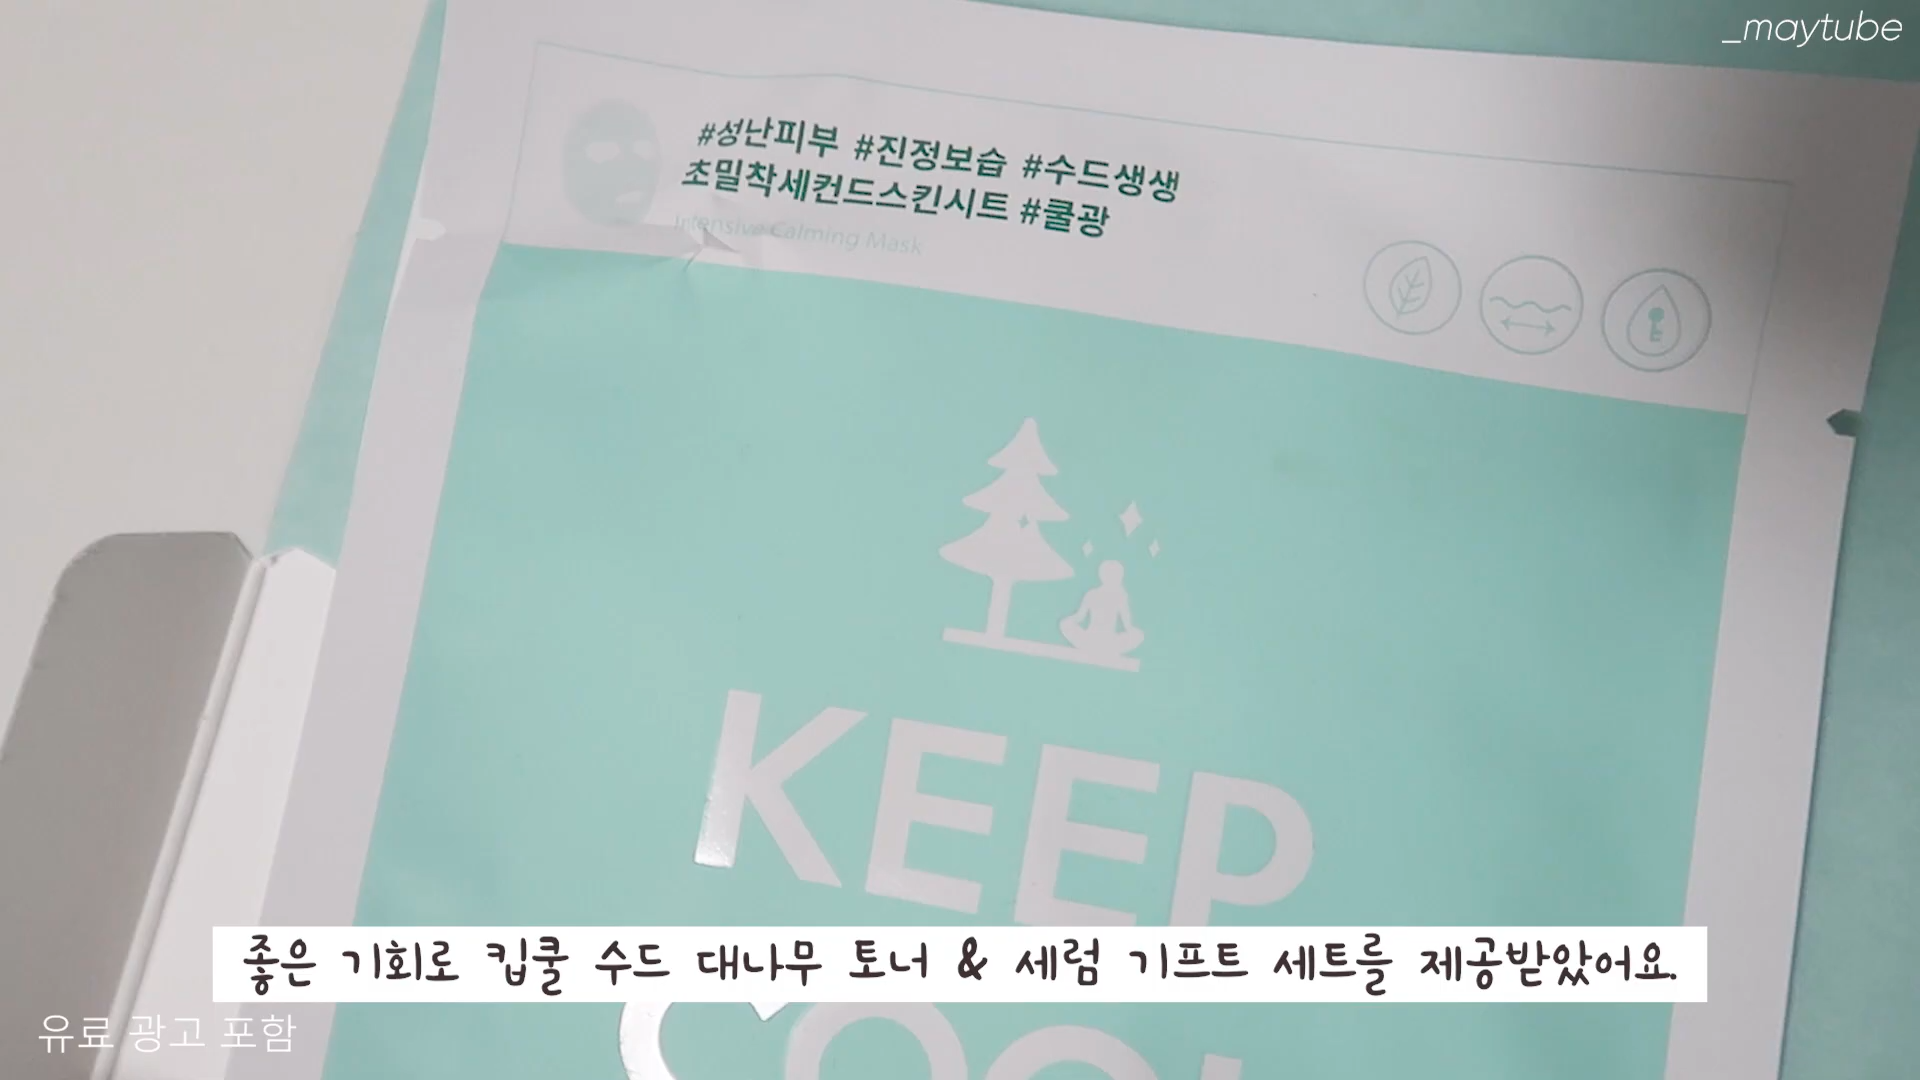 _maytube
#성난피부 #진정보습 #수드생생
초밀착세컨드스킨시트 #쿨광
Intensive Calming Mask
KEEP
좋은 기회로 킵쿨 수드 대나무 토너 & 세럼 기프트 세트를 제공받았어요.
COOL
유료 광고 포함